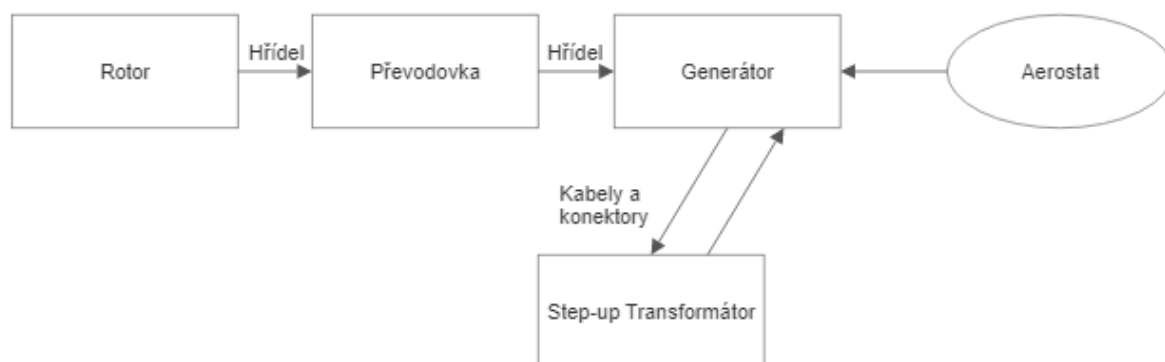 Hřídel
Hřídel
Rotor
Převodovka
Generátor
Aerostat
Kabely a
konektory
Step-up Transformátor